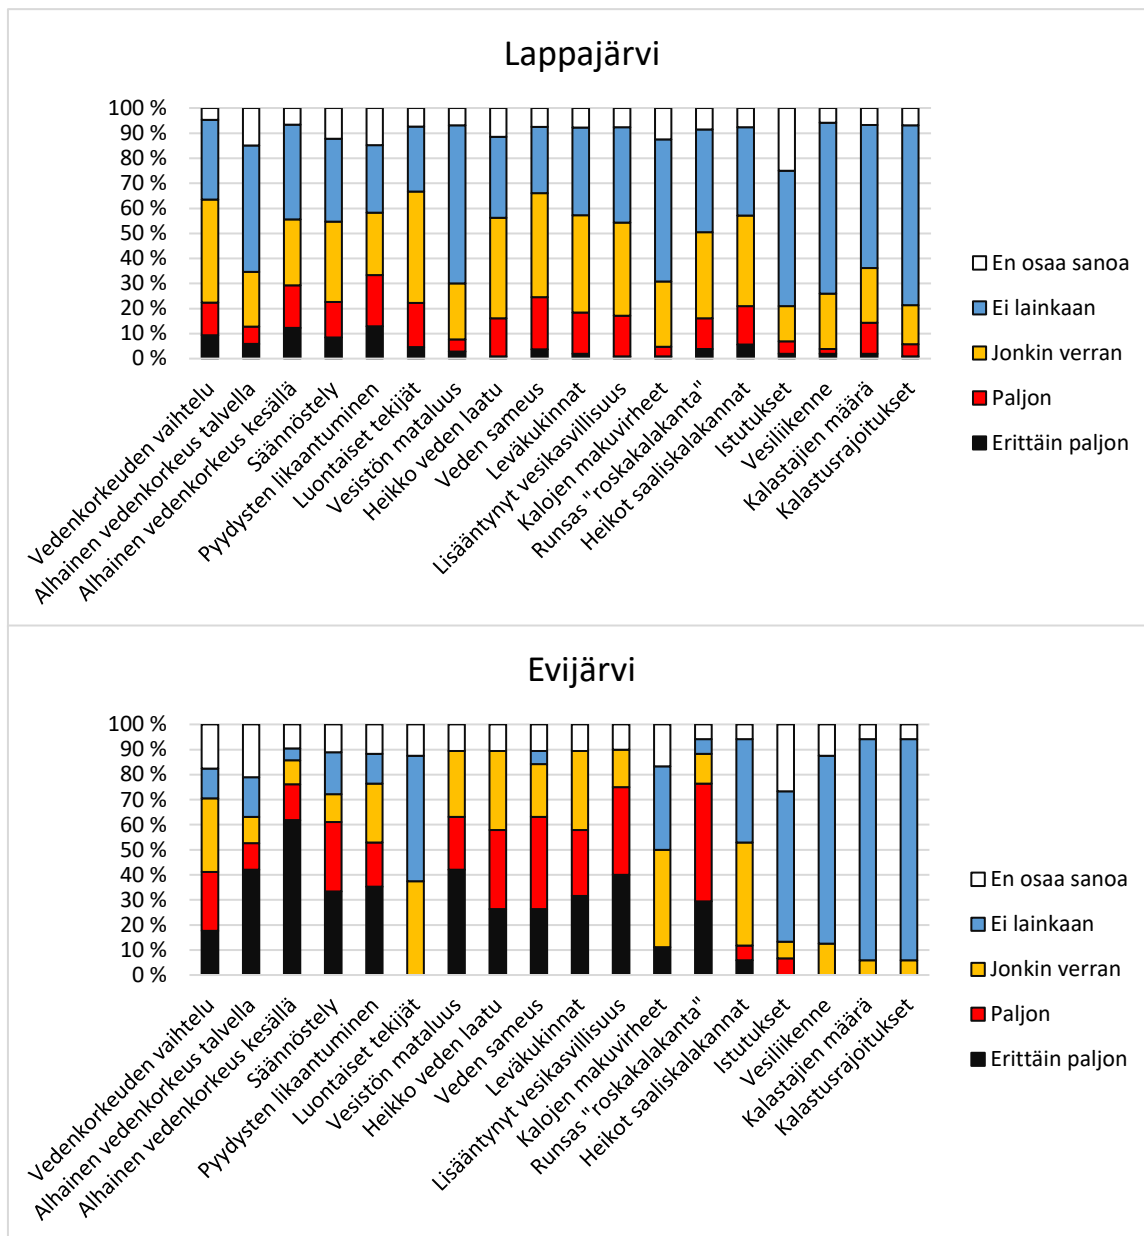 Lappajärvi
100 %
90 %
80 %
70 %
60 %
50 %
40 %
30 %
20 %
10 %
0 %
En osaa sanoa
Ei lainkaan
Jonkin verran
Paljon
Erittäin paljon
Vedenkorkeuden vaihtelu
Alhainen vedenkorkeus talvella
Alhainen vedenkorkeus kesällä
Säännöstely
Pyydysten likaantuminen
Luontaiset tekijät
Vesistön mataluus
Heikko veden laatu
Veden sameus
Leväkukinnat
Lisääntynyt vesikasvillisuus
Kalojen makuvirheet
Runsas "roskakalakanta"
Heikot saaliskalakannat
Istutukset
Vesiliikenne
Kalastajien määrä
Kalastusrajoitukset
Evijärvi
100 %
90 %
80 %
70 %
60 %
50 %
40 %
30 %
20 %
10 %
0 %
En osaa sanoa
Ei lainkaan
Jonkin verran
Paljon
Erittäin paljon
Vedenkorkeuden vaihtelu
Alhainen vedenkorkeus talvella
Alhainen vedenkorkeus kesällä
Säännöstely
Pyydysten likaantuminen
Luontaiset tekijät
Vesistön mataluus
Heikko veden laatu
Veden sameus
Leväkukinnat
Lisääntynyt vesikasvillisuus
Kalojen makuvirheet
Runsas "roskakalakanta"
Heikot saaliskalakannat
Istutukset
Vesiliikenne
Kalastajien määrä
Kalastusrajoitukset